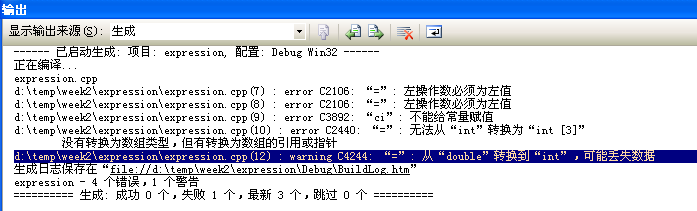 输出
显示输出来源(S): 生成
------ 已启动生成: 项目: expression, 配置: Debug Win32 ------
正在编译...
expression.cpp
d:\temp\week2\expression\expression.cpp(7) : error C2106: “=”: 左操作数必须为左值
d:\temp\week2\expression\expression.cpp(8) : error C2106: “=”: 左操作数必须为左值
d:\temp\week2\expression\expression.cpp(9) : error C3892: “ci”: 不能给常量赋值
d:\temp\week2\expression\expression.cpp(10) : error C2440: “=”: 无法从“int”转换为“int [3]”
没有转换为数组类型，但有转换为数组的引用或指针
d:\temp\week2\expression\expression.cpp(12) : warning C4244: “=”: 从“double”转换到“int”，可能丢失数据
生成日志保存在“file://d:\temp\week2\expression\Debug\BuildLog.htm”
expression - 4 个错误，1 个警告
========== 生成: 成功 0 个，失败 1 个，最新 3 个，跳过 0 个 ==========